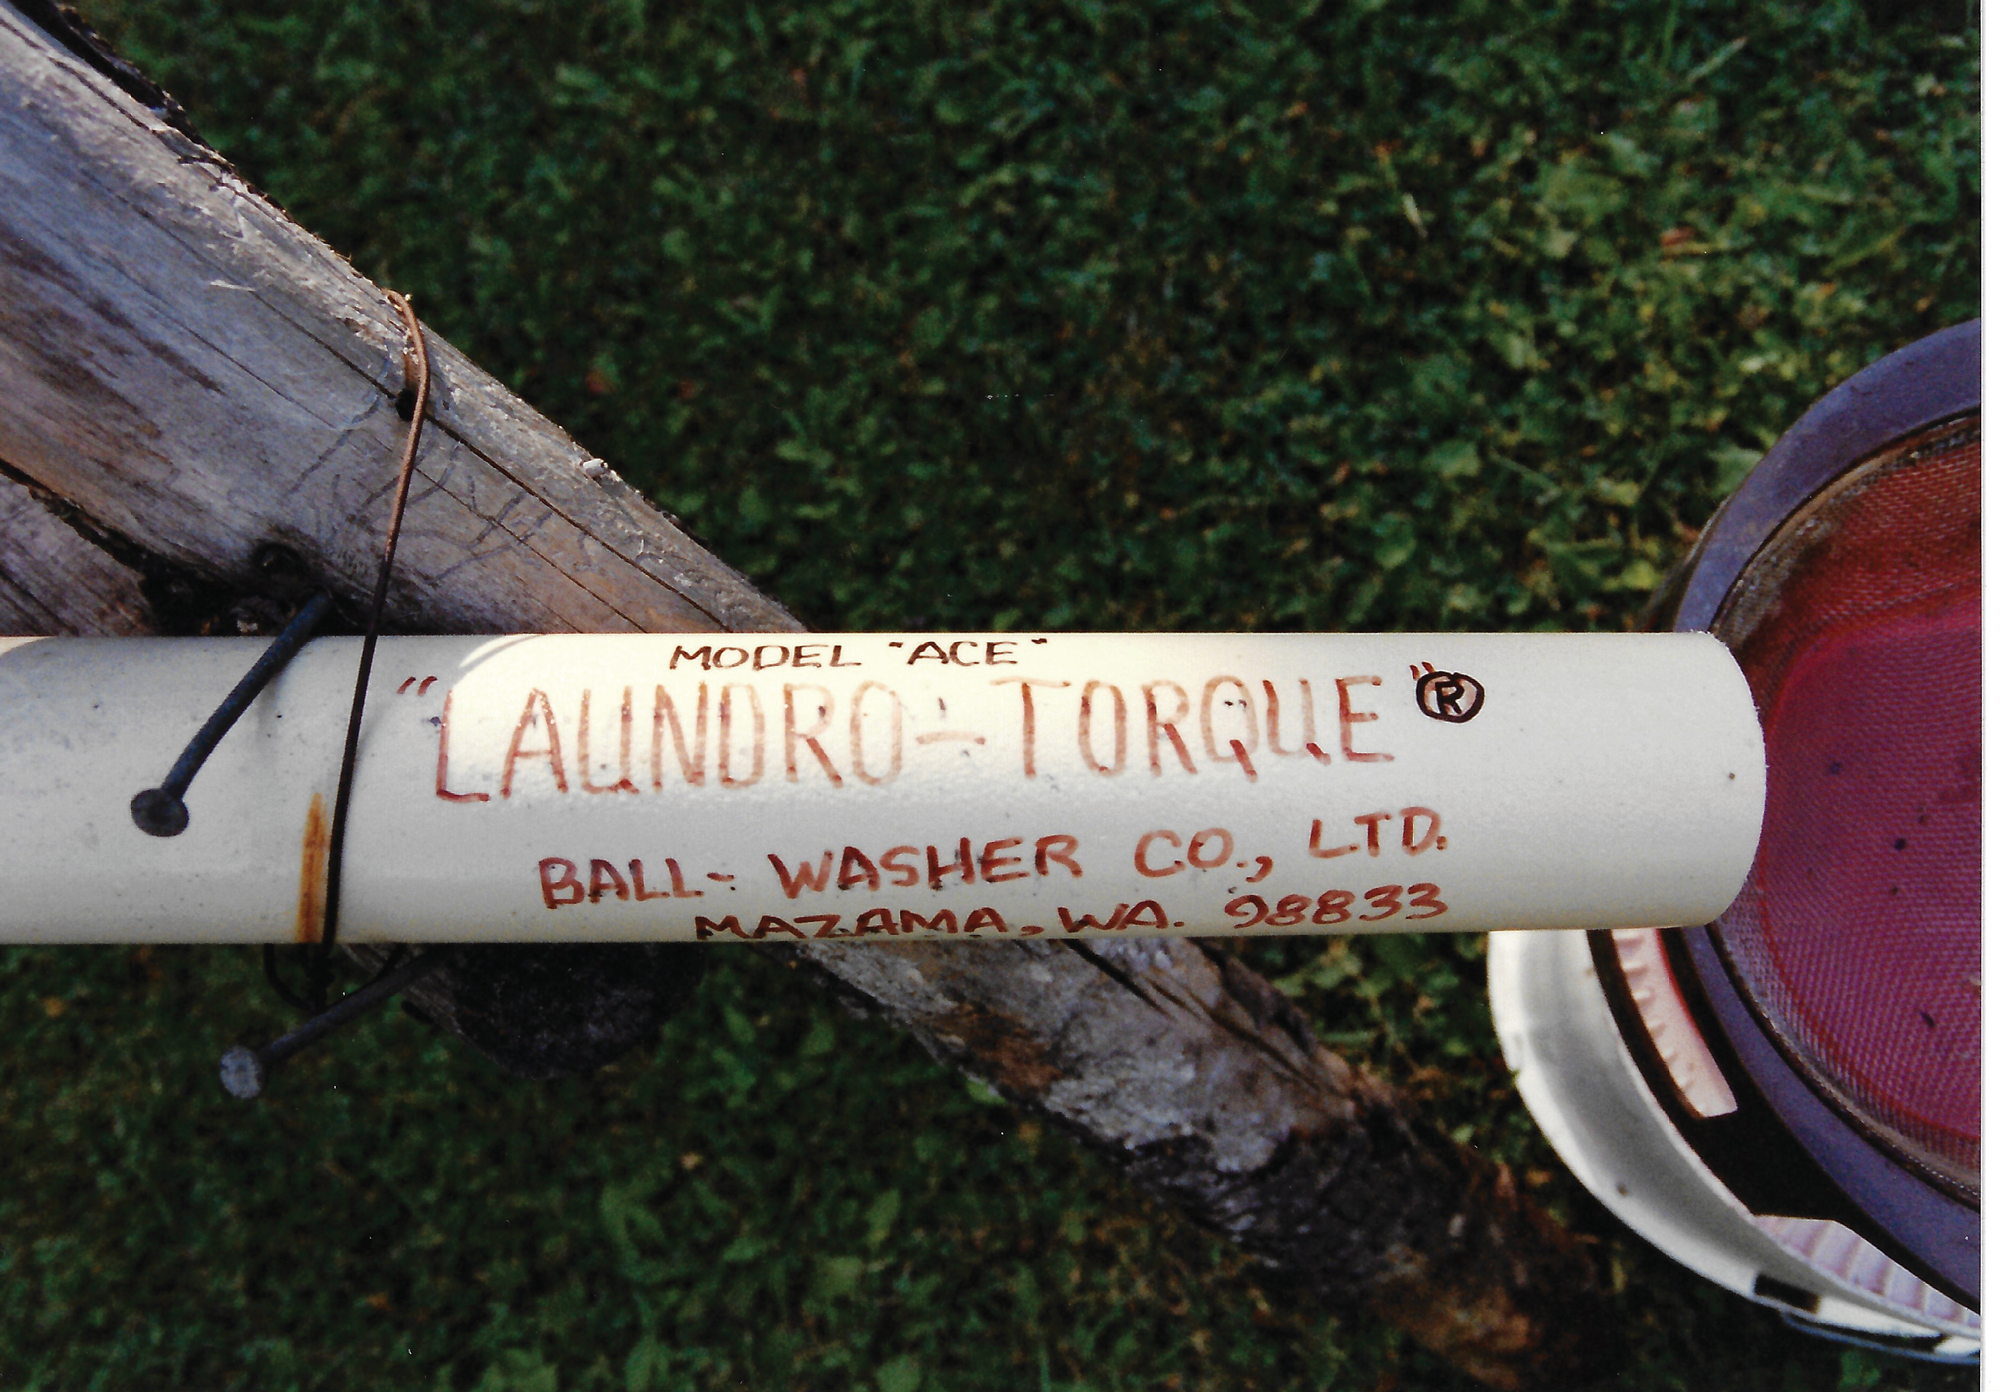 MODEL "ACE"
"LAUNDRO-TORQUE"®
BALL-WASHER CO., LTD.
MAZAMA, WA. 98833